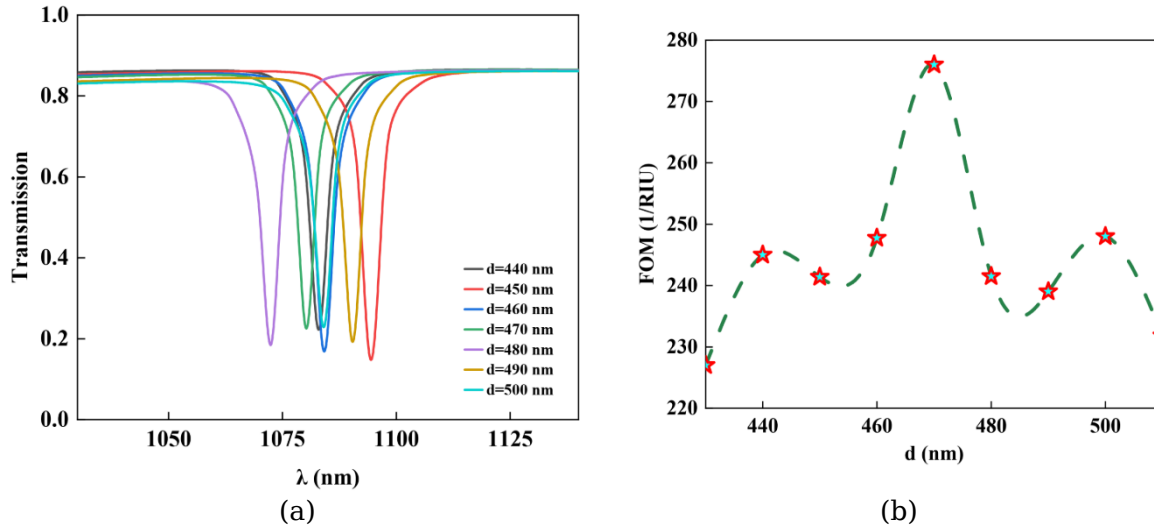 1.0
0.8
0.6
0.4
0.2
0.0
Transmission
d=440 nm
d=450 nm
d=460 nm
d=470 nm
d=480 nm
d=490 nm
d=500 nm
1050 1075 1100 1125
λ (nm)
(a)
280
270
260
250
240
230
220
FOM (1/RIU)
440 460 480 500
d (nm)
(b)